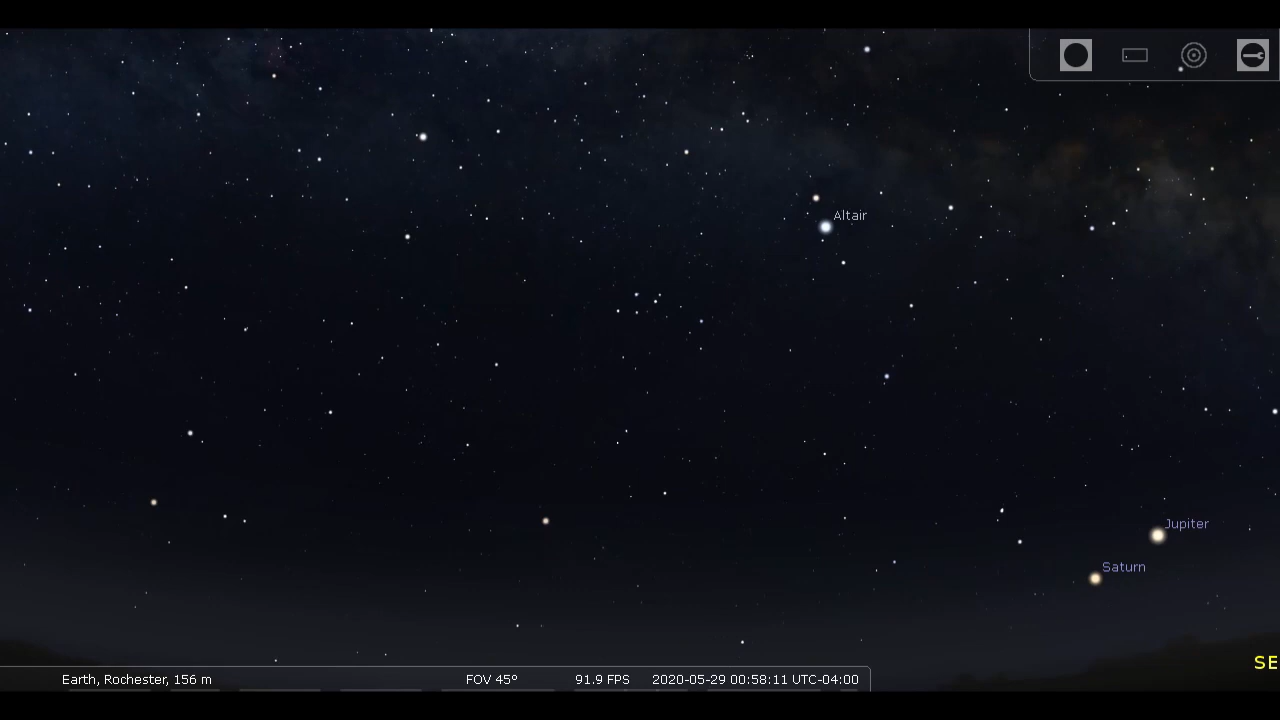 Altair
Jupiter
Saturn
SE
Earth, Rochester, 156 m FOV 45° 91.9 FPS 2020-05-29 00:58:11 UTC-04:00